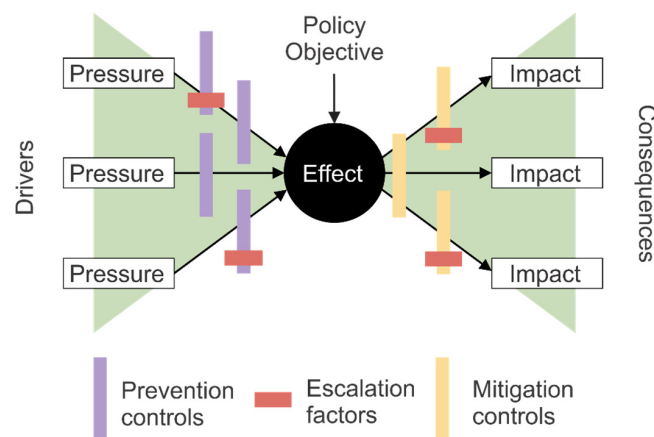 Policy
Objective
Pressure
Impact
Drivers
Pressure
Effect
Impact
Consequences
Pressure
Impact
Prevention
controls
Escalation
factors
Mitigation
controls